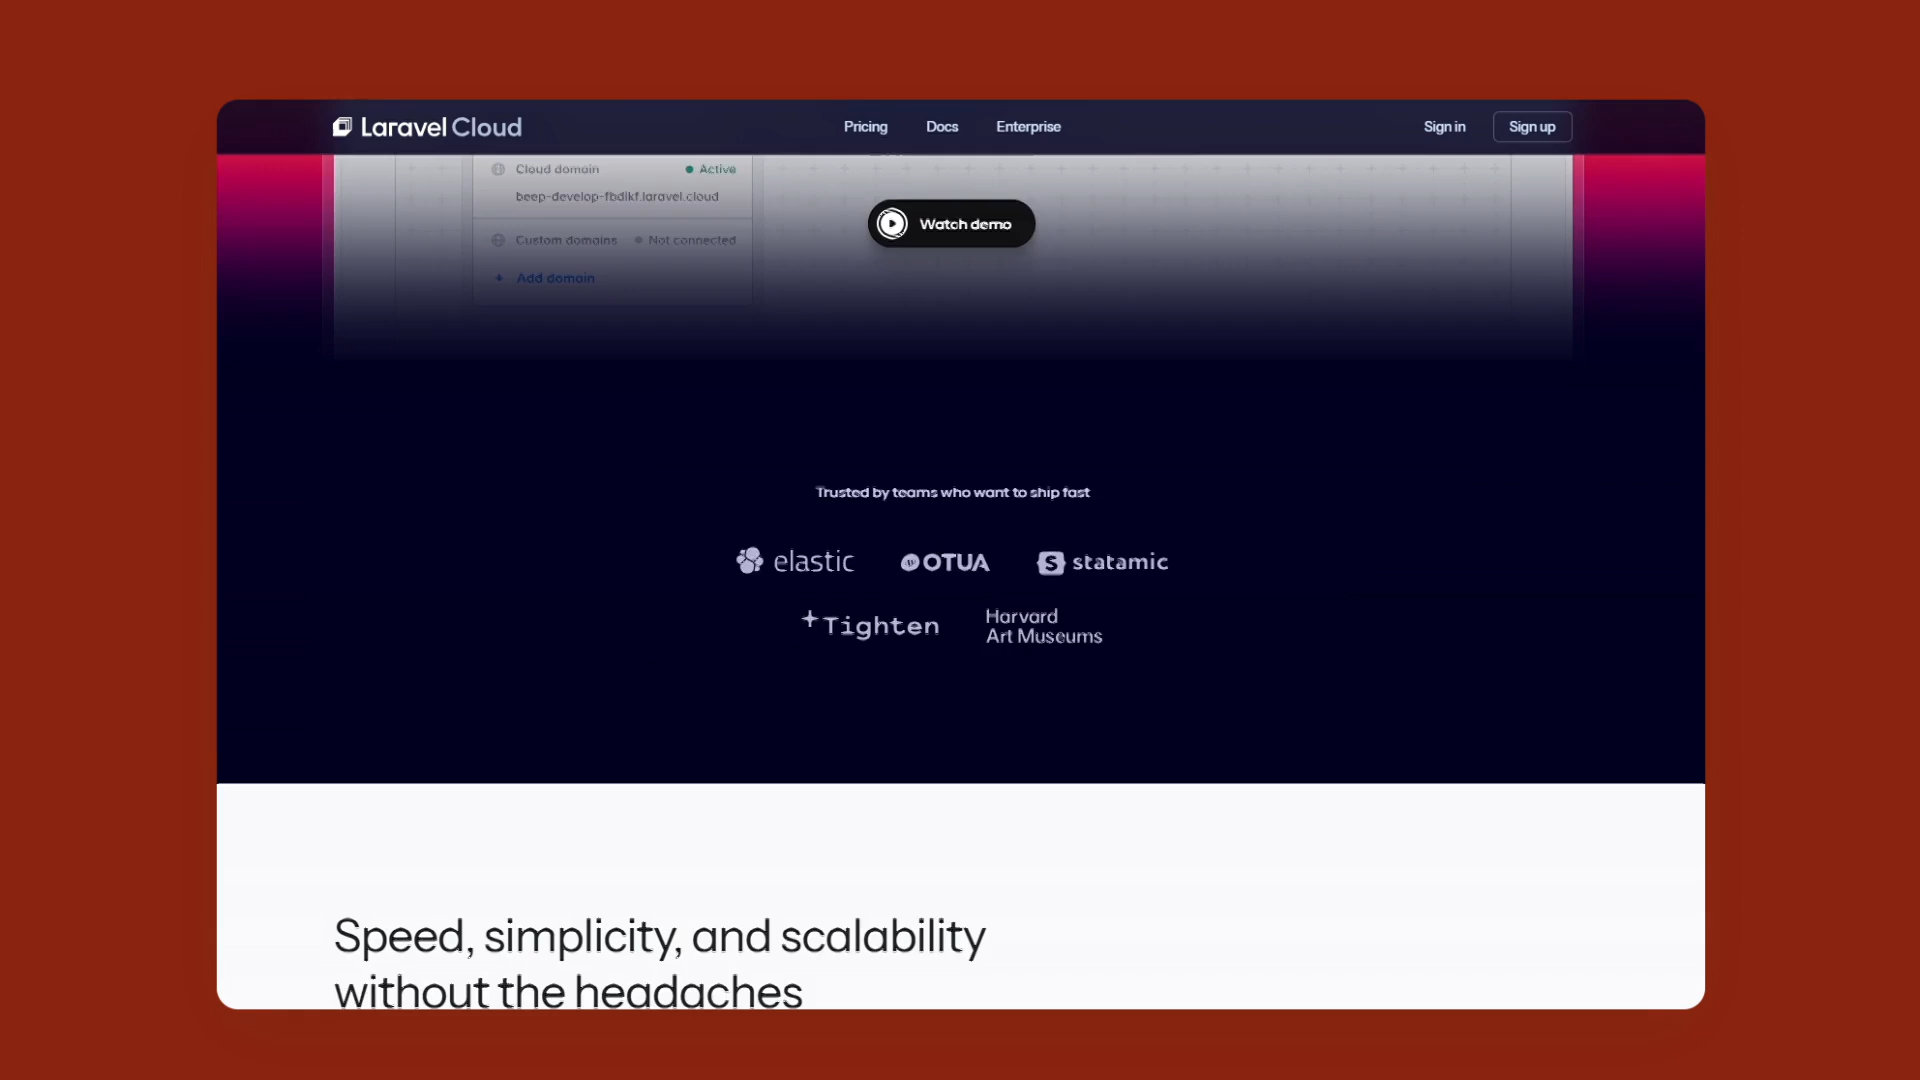 Laravel Cloud
Pricing
Docs
Enterprise
Sign in
Sign up
Cloud domain
Active
beep-develop-fbdikf.laravel.cloud
Custom domains
Not connected
+ Add domain
Watch demo
Trusted by teams who want to ship fast
elastic
OTUA
S statamic
Tighten
Harvard
Art Museums
Speed, simplicity, and scalability
without the headaches